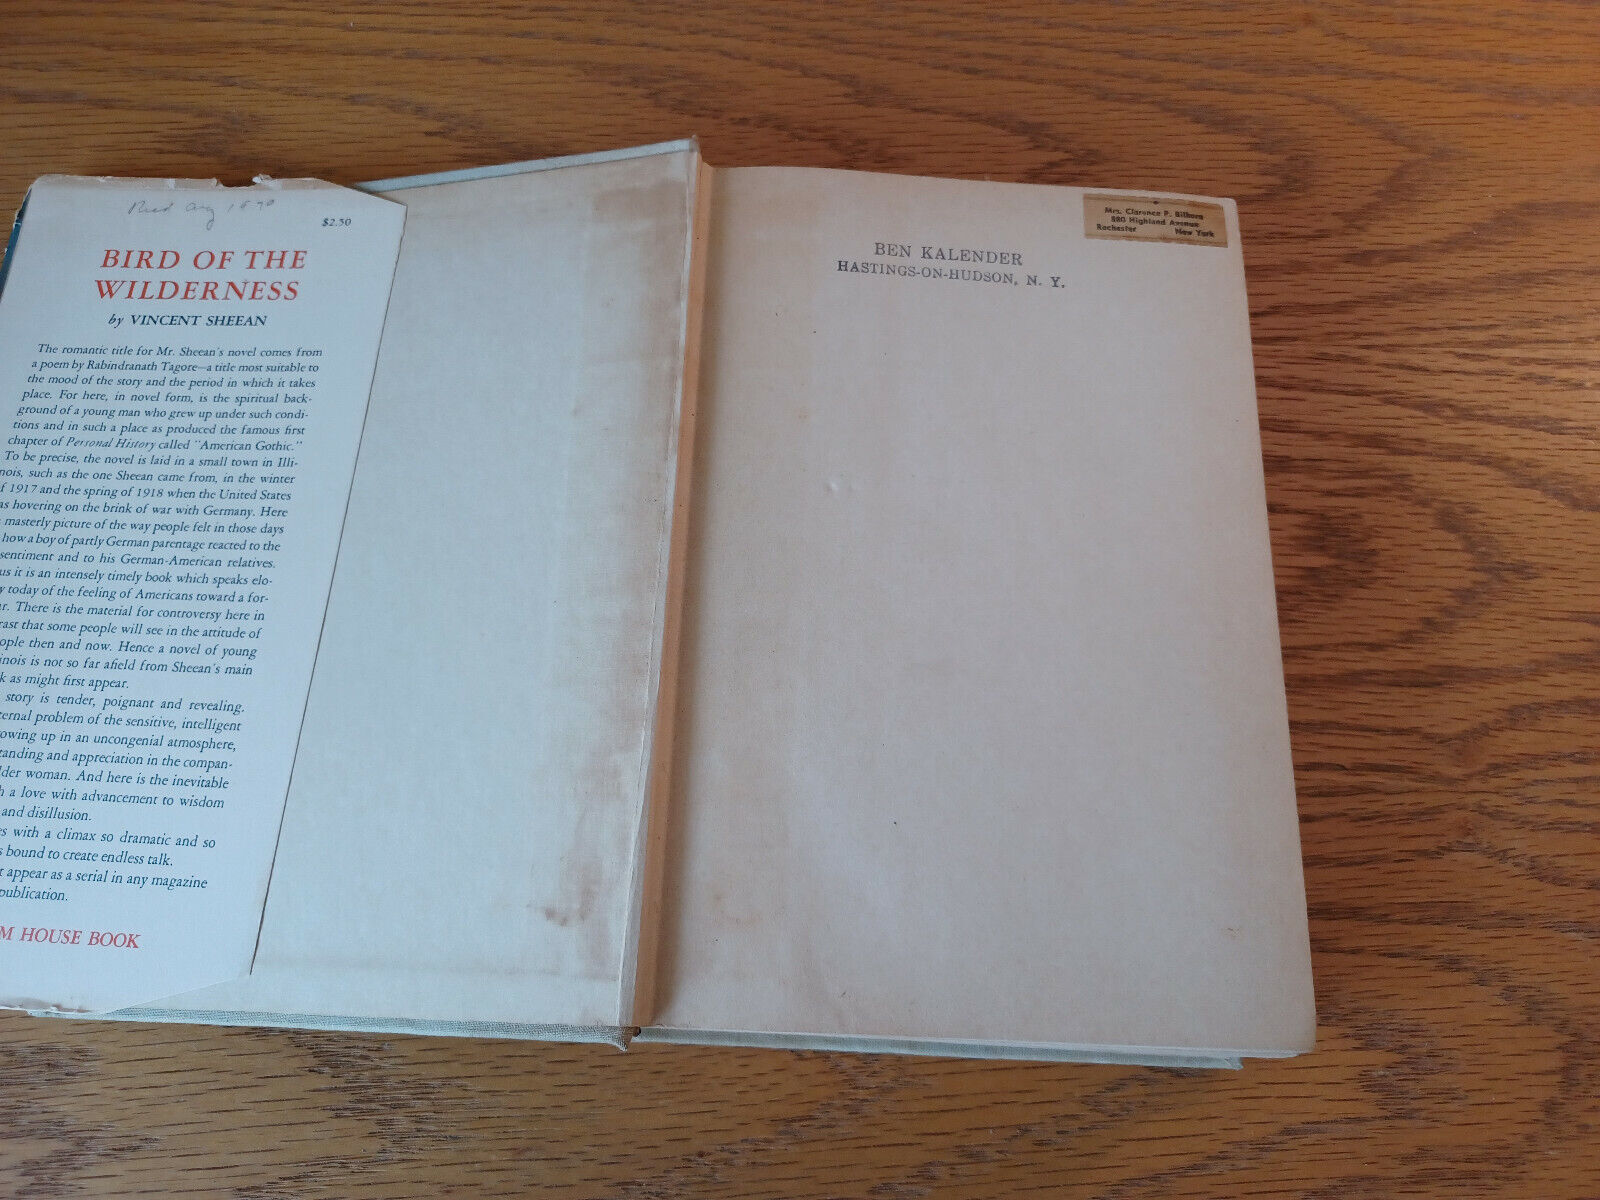 $2.50
BIRD OF THE
WILDERNESS
by VINCENT SHEEAN
The romantic title for Mr. Sheean's novel comes from
a poem by Rabindranath Tagore—a title most suitable to
the mood of the story and the period in which it takes
place. For here, in novel form, is the spiritual back-
ground of a young man who grew up under such condi-
tions and in such a place as produced the famous first
chapter of Personal History called "American Gothic."
To be precise, the novel is laid in a small town in Illi-
nois, such as the one Sheean came from, in the winter
f 1917 and the spring of 1918 when the United States
as hovering on the brink of war with Germany. Here
masterly picture of the way people felt in those days
how a boy of partly German parentage reacted to the
sentiment and to his German-American relatives.
us it is an intensely timely book which speaks elo-
y today of the feeling of Americans toward a for-
r. There is the material for controversy here in
rast that some people will see in the attitude of
ople then and now. Hence a novel of young
inois is not so far afield from Sheean's main
k as might first appear.
story is tender, poignant and revealing.
ternal problem of the sensitive, intelligent
owing up in an uncongenial atmosphere,
tanding and appreciation in the compan-
lder woman. And here is the inevitable
h a love with advancement to wisdom
and disillusion.
es with a climax so dramatic and so
s bound to create endless talk.
t appear as a serial in any magazine
publication.
M HOUSE BOOK
BEN KALENDER
HASTINGS-ON-HUDSON, N. Y.
Mrs. Clarence P. Bilhorn
880 Highland Avenue
Rochester New York